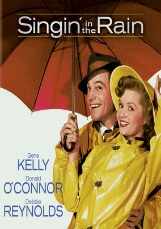 Singin' in the Rain
Gene
KELLY
Donald
O'CONNOR
Debbie
REYNOLDS